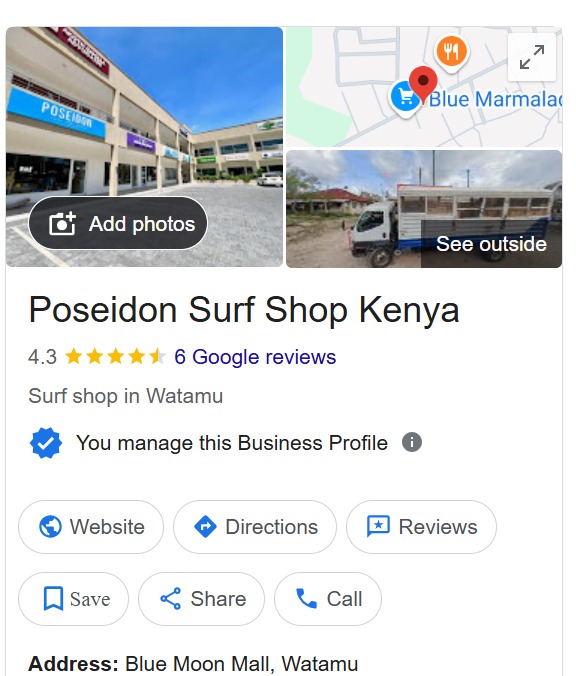 POSEIDON
Blue Marmalad
Add photos
See outside
Poseidon Surf Shop Kenya
4.3 6 Google reviews
Surf shop in Watamu
You manage this Business Profile
Website Directions Reviews
Save Share Call
Address: Blue Moon Mall, Watamu